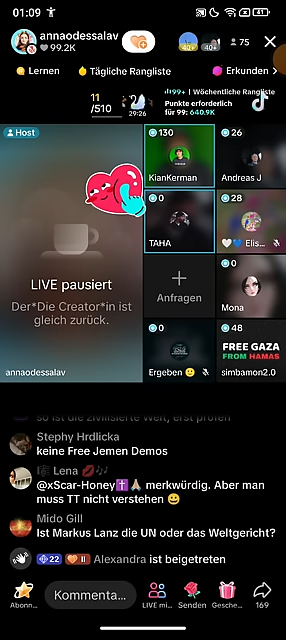 01:09
41
annaodessalav
99.2K
40+
40+
75
Lernen
Tägliche Rangliste
Erkunden
11
/510
29:26
99+ | Wöchentliche Rangliste
Punkte erforderlich
für 99: 640.9K
Host
130
KianKerman
26
Andreas J
0
TAHA
28
Elis...
LIVE pausiert
Der*Die Creator*in ist
gleich zurück.
Anfragen
0
Mona
0
Ergeben
48
FREE GAZA
FROM HAMAS
simbamon2.0
annaodessalav
so ist die zivilisierte Welt, erst prüfen
Stephy Hrdlicka
keine Free Jemen Demos
Lena 💋🎶
@xScar-Honey✝️🙏🏽 merkwürdig. Aber man
muss TT nicht verstehen 😀
Mido Gill
Ist Markus Lanz die UN oder das Weltgericht?
22
II
Alexandra ist beigetreten
Abonn...
Kommenta...
LIVE mi...
Senden
Gesche...
169